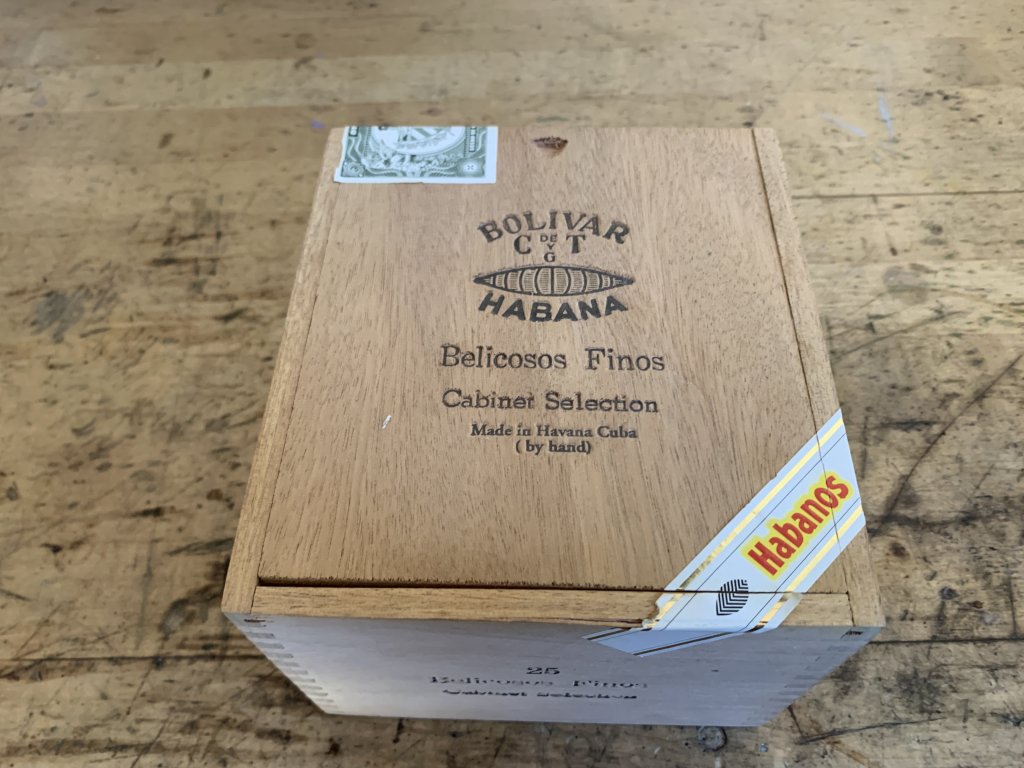 BOLIVAR
C DE T
Y
G
HABANA
Belicosos Finos
Cabinet Selection
Made in Havana Cuba
( by hand)
Habanos
25
Belicosos Finos
Cabinet Selection